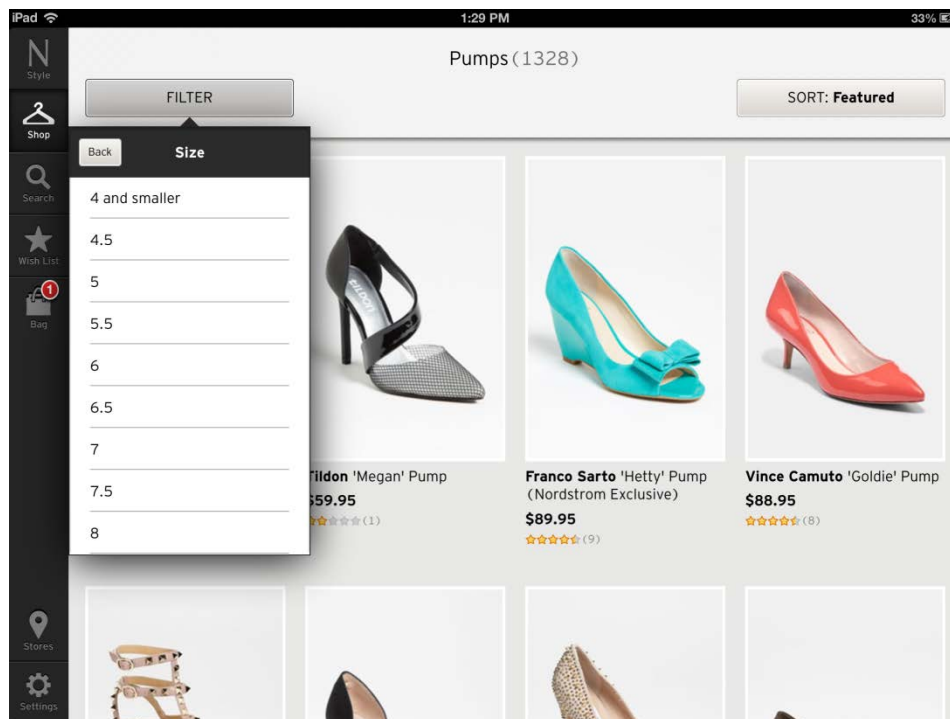 iPad 1:29 PM 33%
N
Style
Shop
Search
Wish List
1
Bag
Stores
Settings
Pumps (1328)
FILTER
SORT: Featured
Back Size
4 and smaller
4.5
5
5.5
6
6.5
7
7.5
8
TILDON
Tildon 'Megan' Pump
$59.95
(1)
Franco Sarto 'Hetty' Pump
(Nordstrom Exclusive)
$89.95
(9)
Vince Camuto 'Goldie' Pump
$88.95
(8)